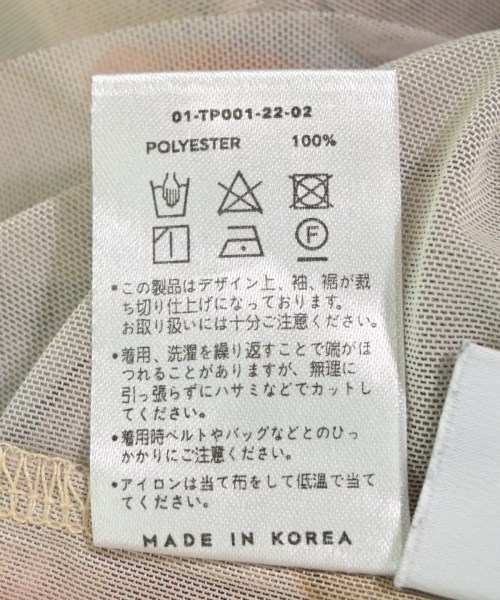 01-TP001-22-02
POLYESTER 100%
F
•この製品はデザイン上、袖、裾が裁
ち切り仕上げになっております。
お取り扱いには十分ご注意ください。
•着用、洗濯を繰り返すことで端がほ
つれることがありますが、無理に
引っ張らずにハサミなどでカットし
てください。
•着用時ベルトやバッグなどとのひっ
かかりにご注意ください。
•アイロンは当て布をして低温で当て
てください。
MADE IN KOREA